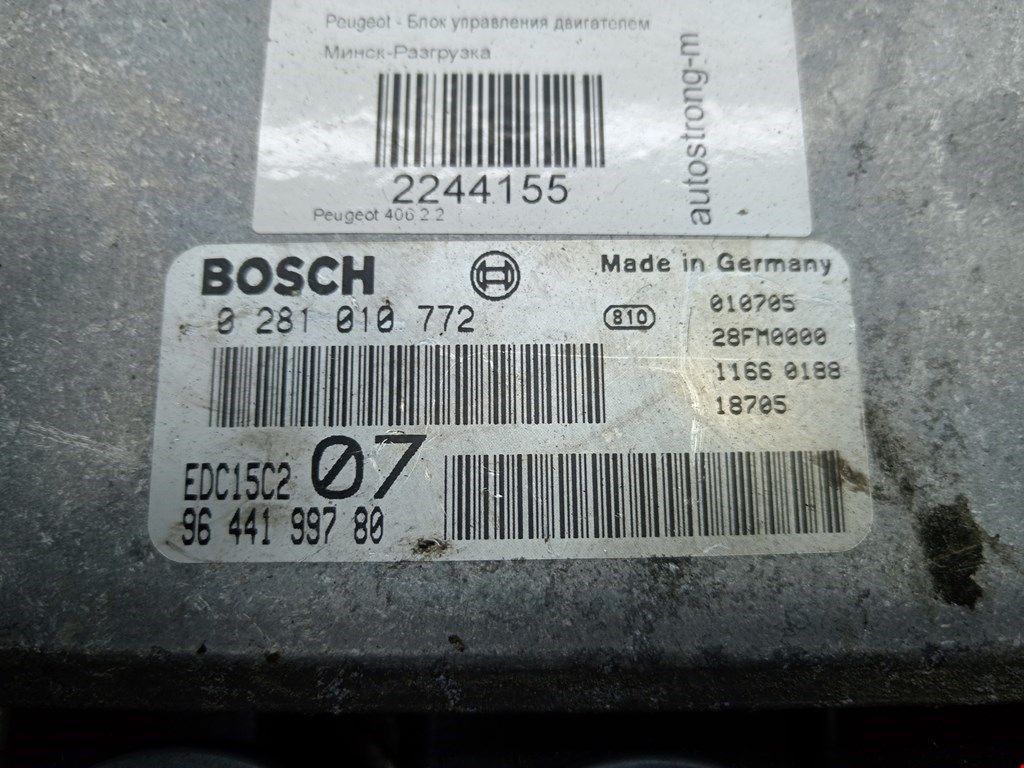 Peugeot - Блок управления двигателем
Минск-Разгрузка
2244155
Peugeot 406 2.2
autostrong-m
BOSCH
Made in Germany
0 281 010 772
810
010705
28FM0000
1166 0188
18705
EDC15C2 07
96 441 997 80